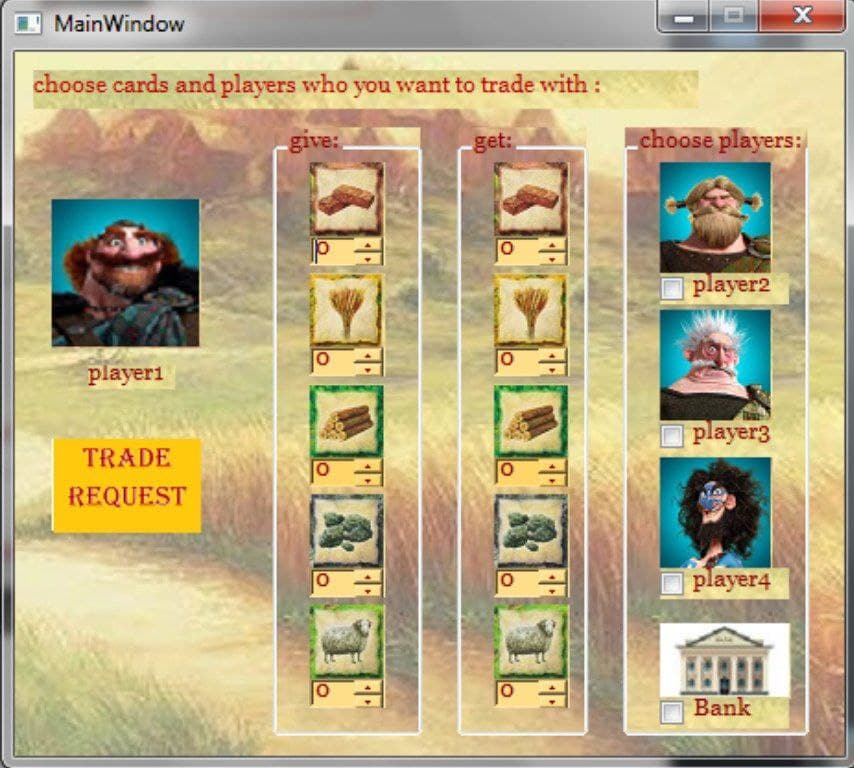 MainWindow
choose cards and players who you want to trade with :
give:
get:
choose players:
0
0
0
0
0
0
0
0
0
0
player1
TRADE
REQUEST
player2
player3
player4
Bank